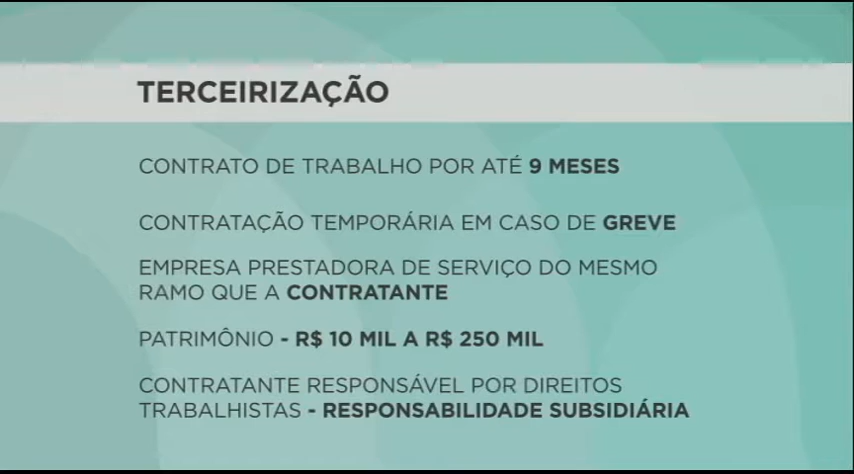 TERCEIRIZAÇÃO
CONTRATO DE TRABALHO POR ATÉ 9 MESES
CONTRATAÇÃO TEMPORÁRIA EM CASO DE GREVE
EMPRESA PRESTADORA DE SERVIÇO DO MESMO
RAMO QUE A CONTRATANTE
PATRIMÔNIO - R$ 10 MIL A R$ 250 MIL
CONTRATANTE RESPONSÁVEL POR DIREITOS
TRABALHISTAS - RESPONSABILIDADE SUBSIDIÁRIA